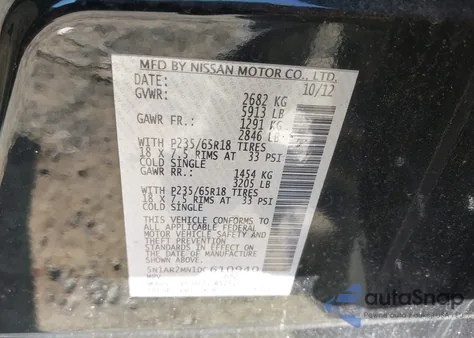 MFD BY NISSAN MOTOR CO., LTD.
DATE: 10/12
GVWR: 2682 KG
5913 LB
GAWR FR.: 1291 KG
2846 LB
WITH P235/65R18 TIRES
18 X 7.5 RIMS AT 33 PSI
COLD SINGLE
GAWR RR.: 1454 KG
3205 LB
WITH P235/65R18 TIRES
18 X 7.5 RIMS AT 33 PSI
COLD SINGLE
THIS VEHICLE CONFORMS TO
ALL APPLICABLE FEDERAL
MOTOR VEHICLE SAFETY AND
THEFT PREVENTION
STANDARDS IN EFFECT ON
THE DATE OF MANUFACTURE
SHOWN ABOVE
MPV
autoSnap